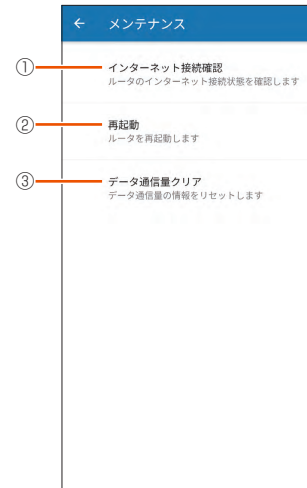 ← メンテナンス
① インターネット接続確認
ルータのインターネット接続状態を確認します
② 再起動
ルータを再起動します
③ データ通信量クリア
データ通信量の情報をリセットします